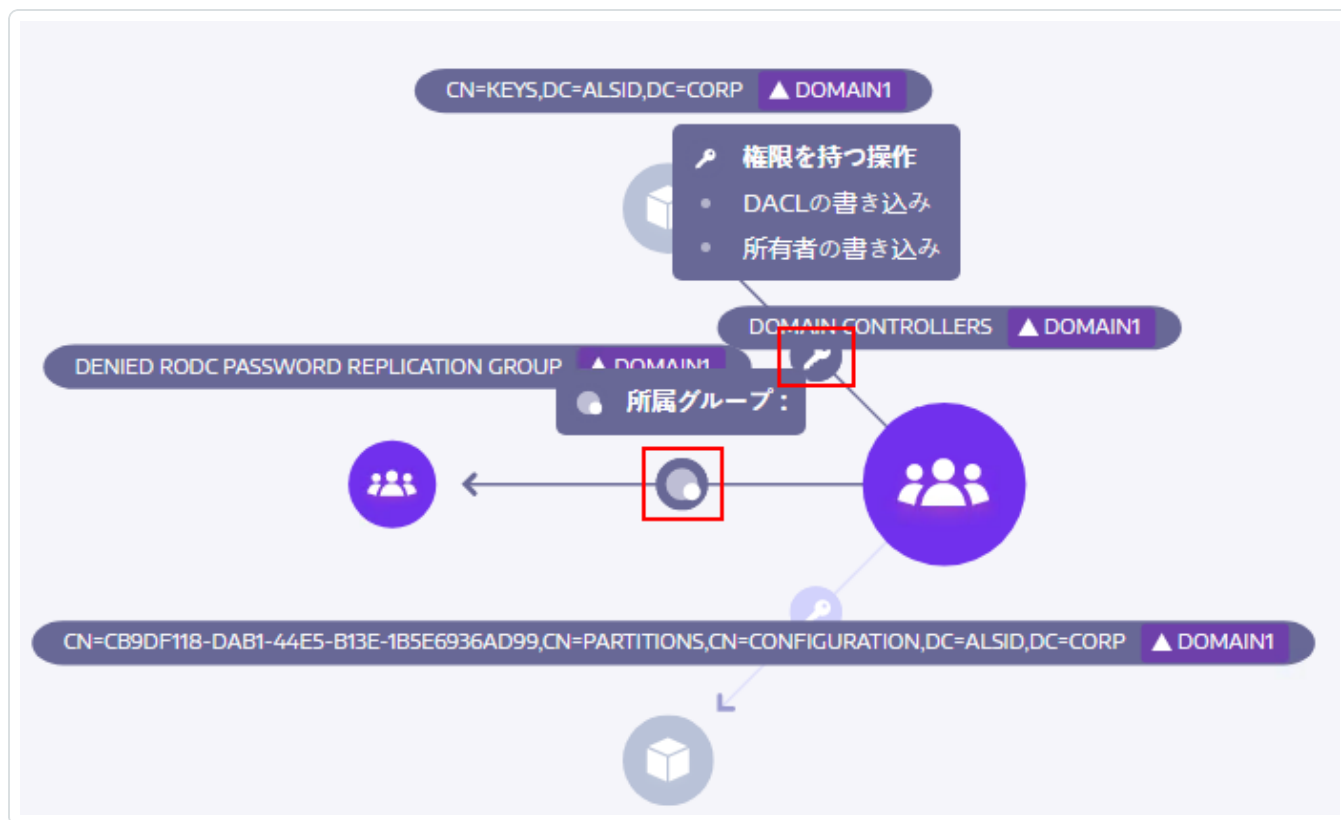 CN=KEYS,DC=ALSID,DC=CORP ▲ DOMAIN1
権限を持つ操作
DACLの書き込み
所有者の書き込み
DOMAIN CONTROLLERS ▲ DOMAIN1
DENIED RODC PASSWORD REPLICATION GROUP ▲ DOMAIN1
所属グループ：
CN=CB9DF118-DAB1-44E5-B13E-1B5E6936AD99,CN=PARTITIONS,CN=CONFIGURATION,DC=ALSID,DC=CORP ▲ DOMAIN1